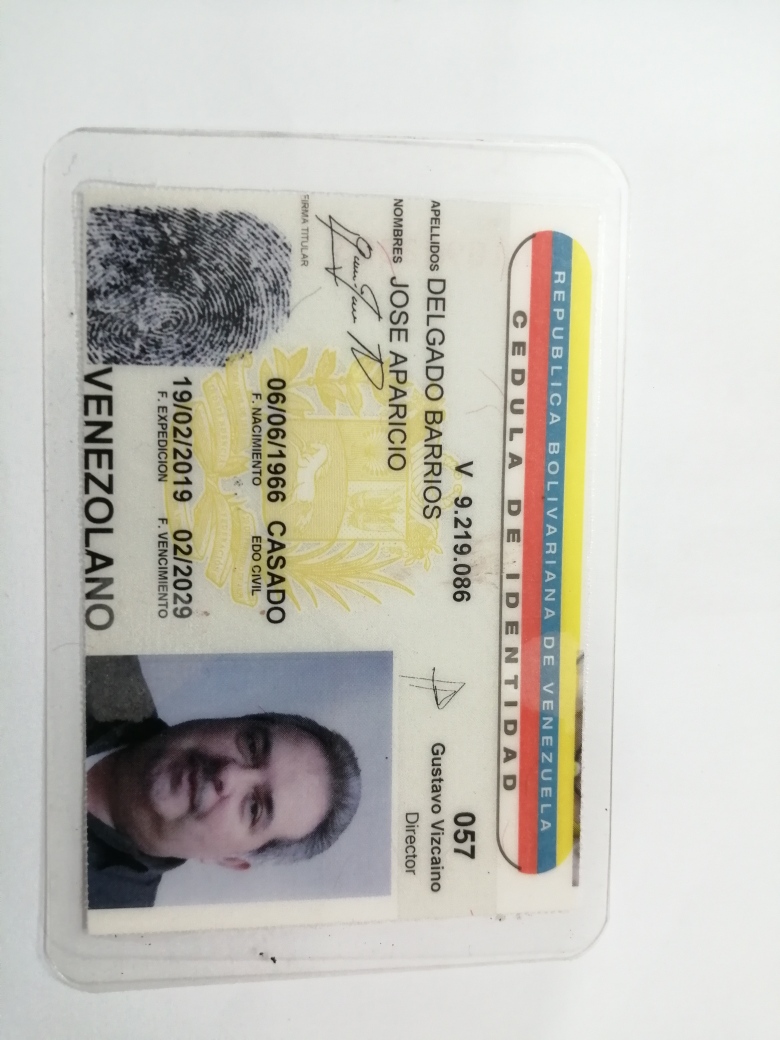 REPUBLICA BOLIVARIANA DE VENEZUELA
CEDULA DE IDENTIDAD
V 9.219.086
057
Gustavo Vizcaino
Director
APELLIDOS DELGADO BARRIOS
NOMBRES JOSE APARICIO
FIRMA TITULAR
06/06/1966 CASADO
F. NACIMIENTO EDO CIVIL
19/02/2019 02/2029
F. EXPEDICION F. VENCIMIENTO
VENEZOLANO